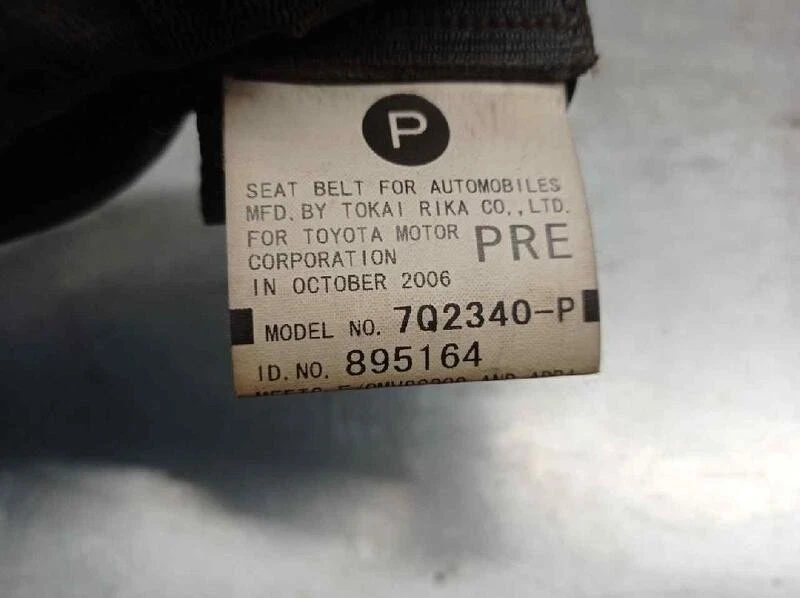 P
SEAT BELT FOR AUTOMOBILES
MFD. BY TOKAI RIKA CO., LTD.
FOR TOYOTA MOTOR
CORPORATION
PRE
IN OCTOBER 2006
MODEL NO. 7Q2340-P
ID. NO. 895164